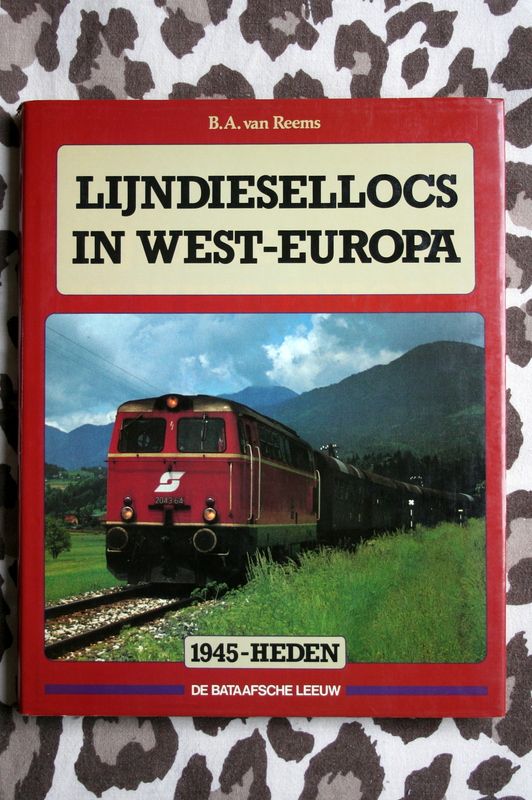 B.A. van Reems
LIJNDIESELLOCS
IN WEST-EUROPA
2043.64
1945-HEDEN
DE BATAAFSCHE LEEUW